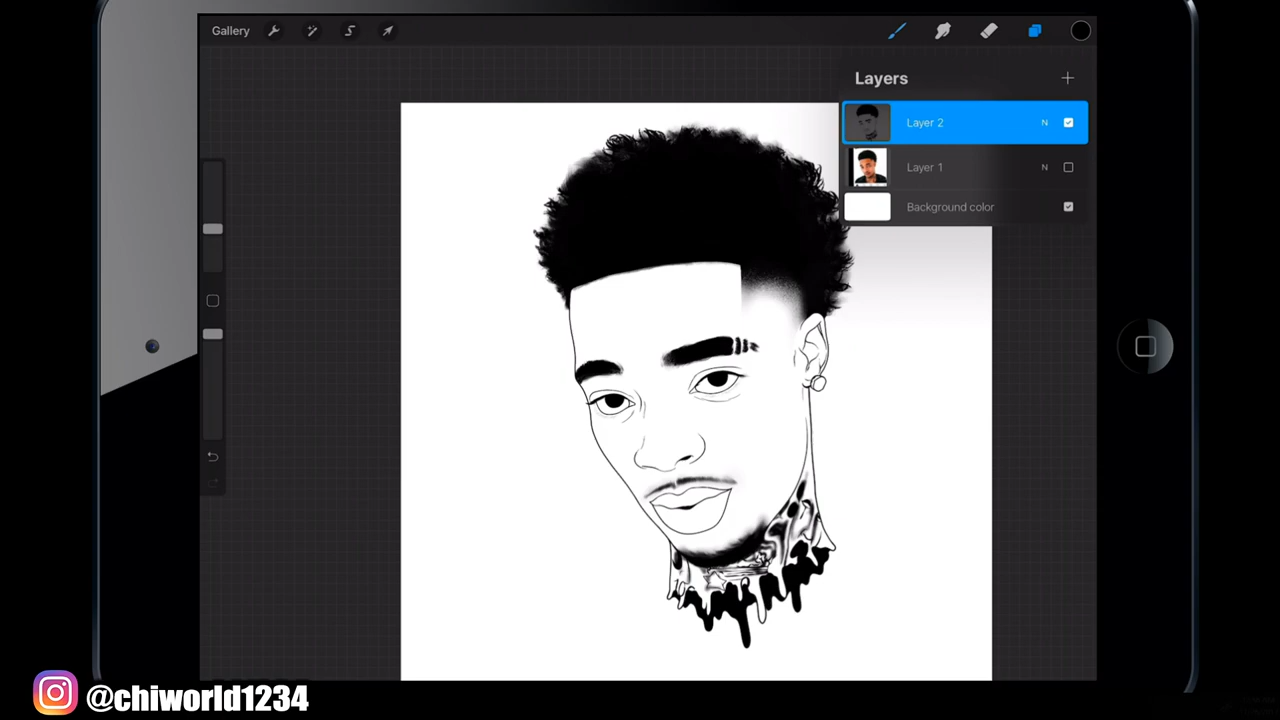 Gallery
Layers
Layer 2
N
Layer 1
N
Background color
@chiworld1234